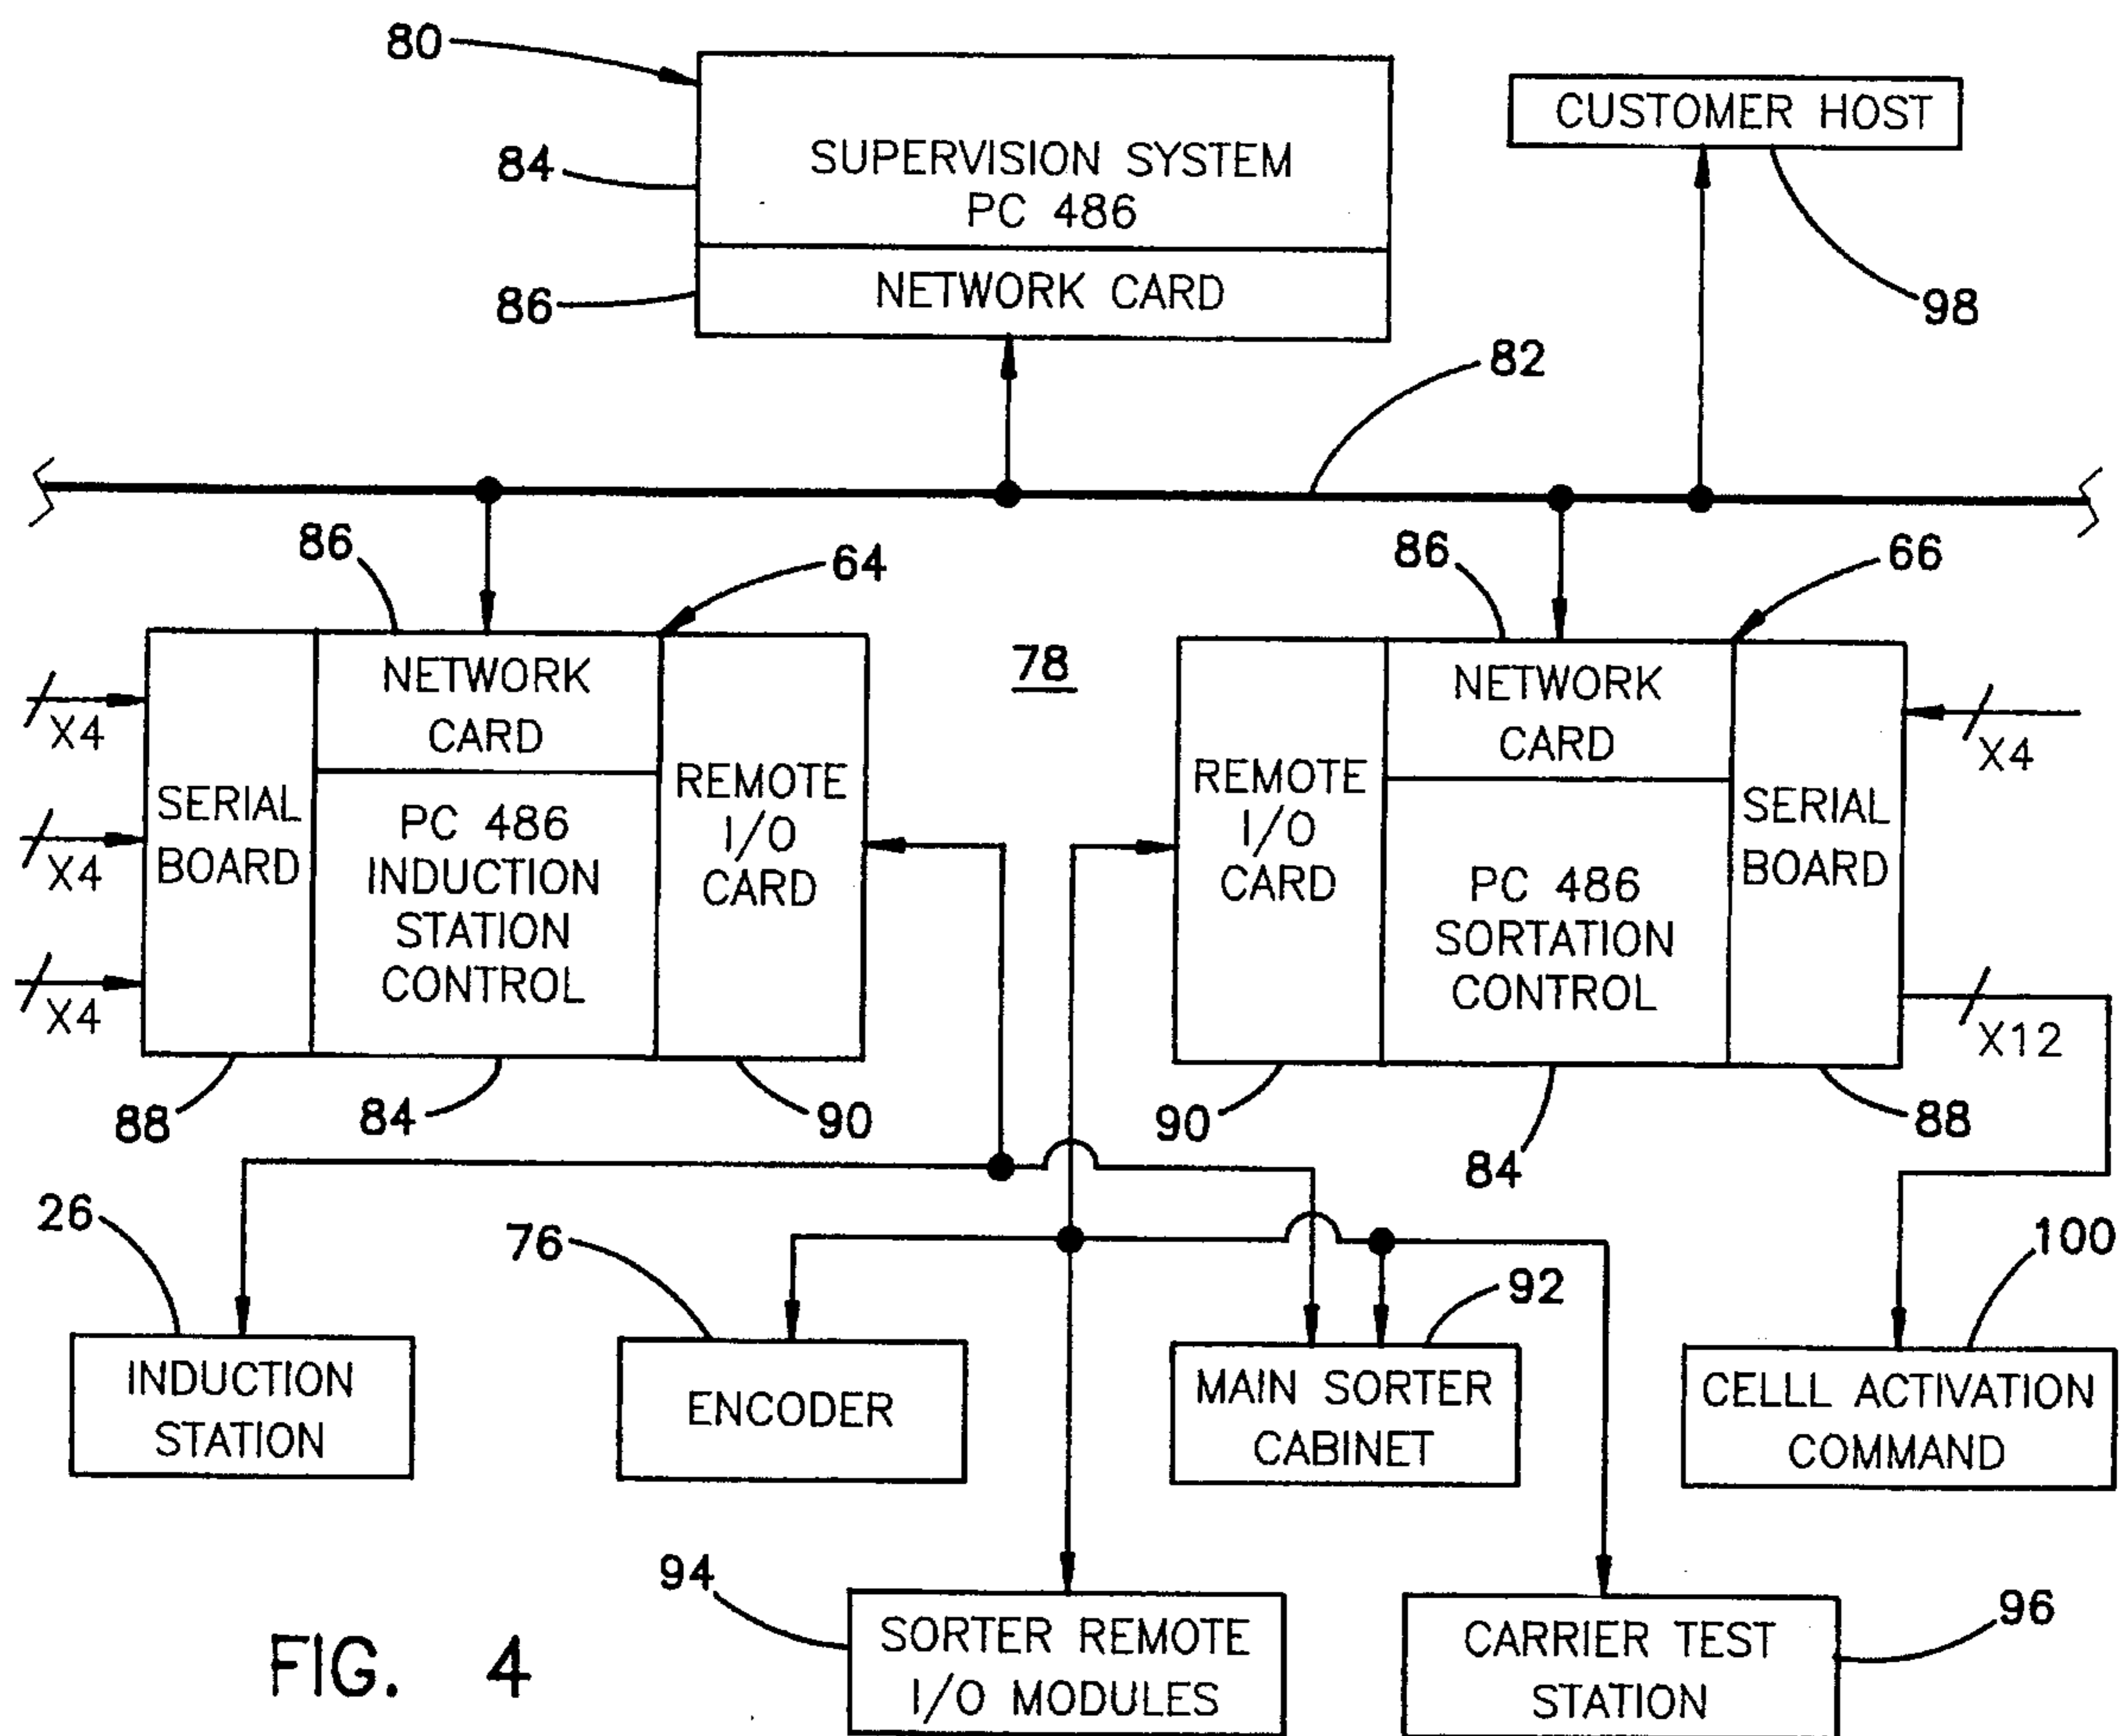 80
84
86
SUPERVISION SYSTEM
PC 486
NETWORK CARD
CUSTOMER HOST
98
82
86
64
78
86
66
X4
X4
X4
SERIAL
BOARD
NETWORK
CARD
PC 486
INDUCTION
STATION
CONTROL
REMOTE
I/O
CARD
REMOTE
I/O
CARD
NETWORK
CARD
PC 486
SORTATION
CONTROL
SERIAL
BOARD
X4
X12
88
84
90
90
84
88
26
76
92
100
INDUCTION
STATION
ENCODER
MAIN SORTER
CABINET
CELLL ACTIVATION
COMMAND
94
SORTER REMOTE
I/O MODULES
CARRIER TEST
STATION
96
FIG. 4